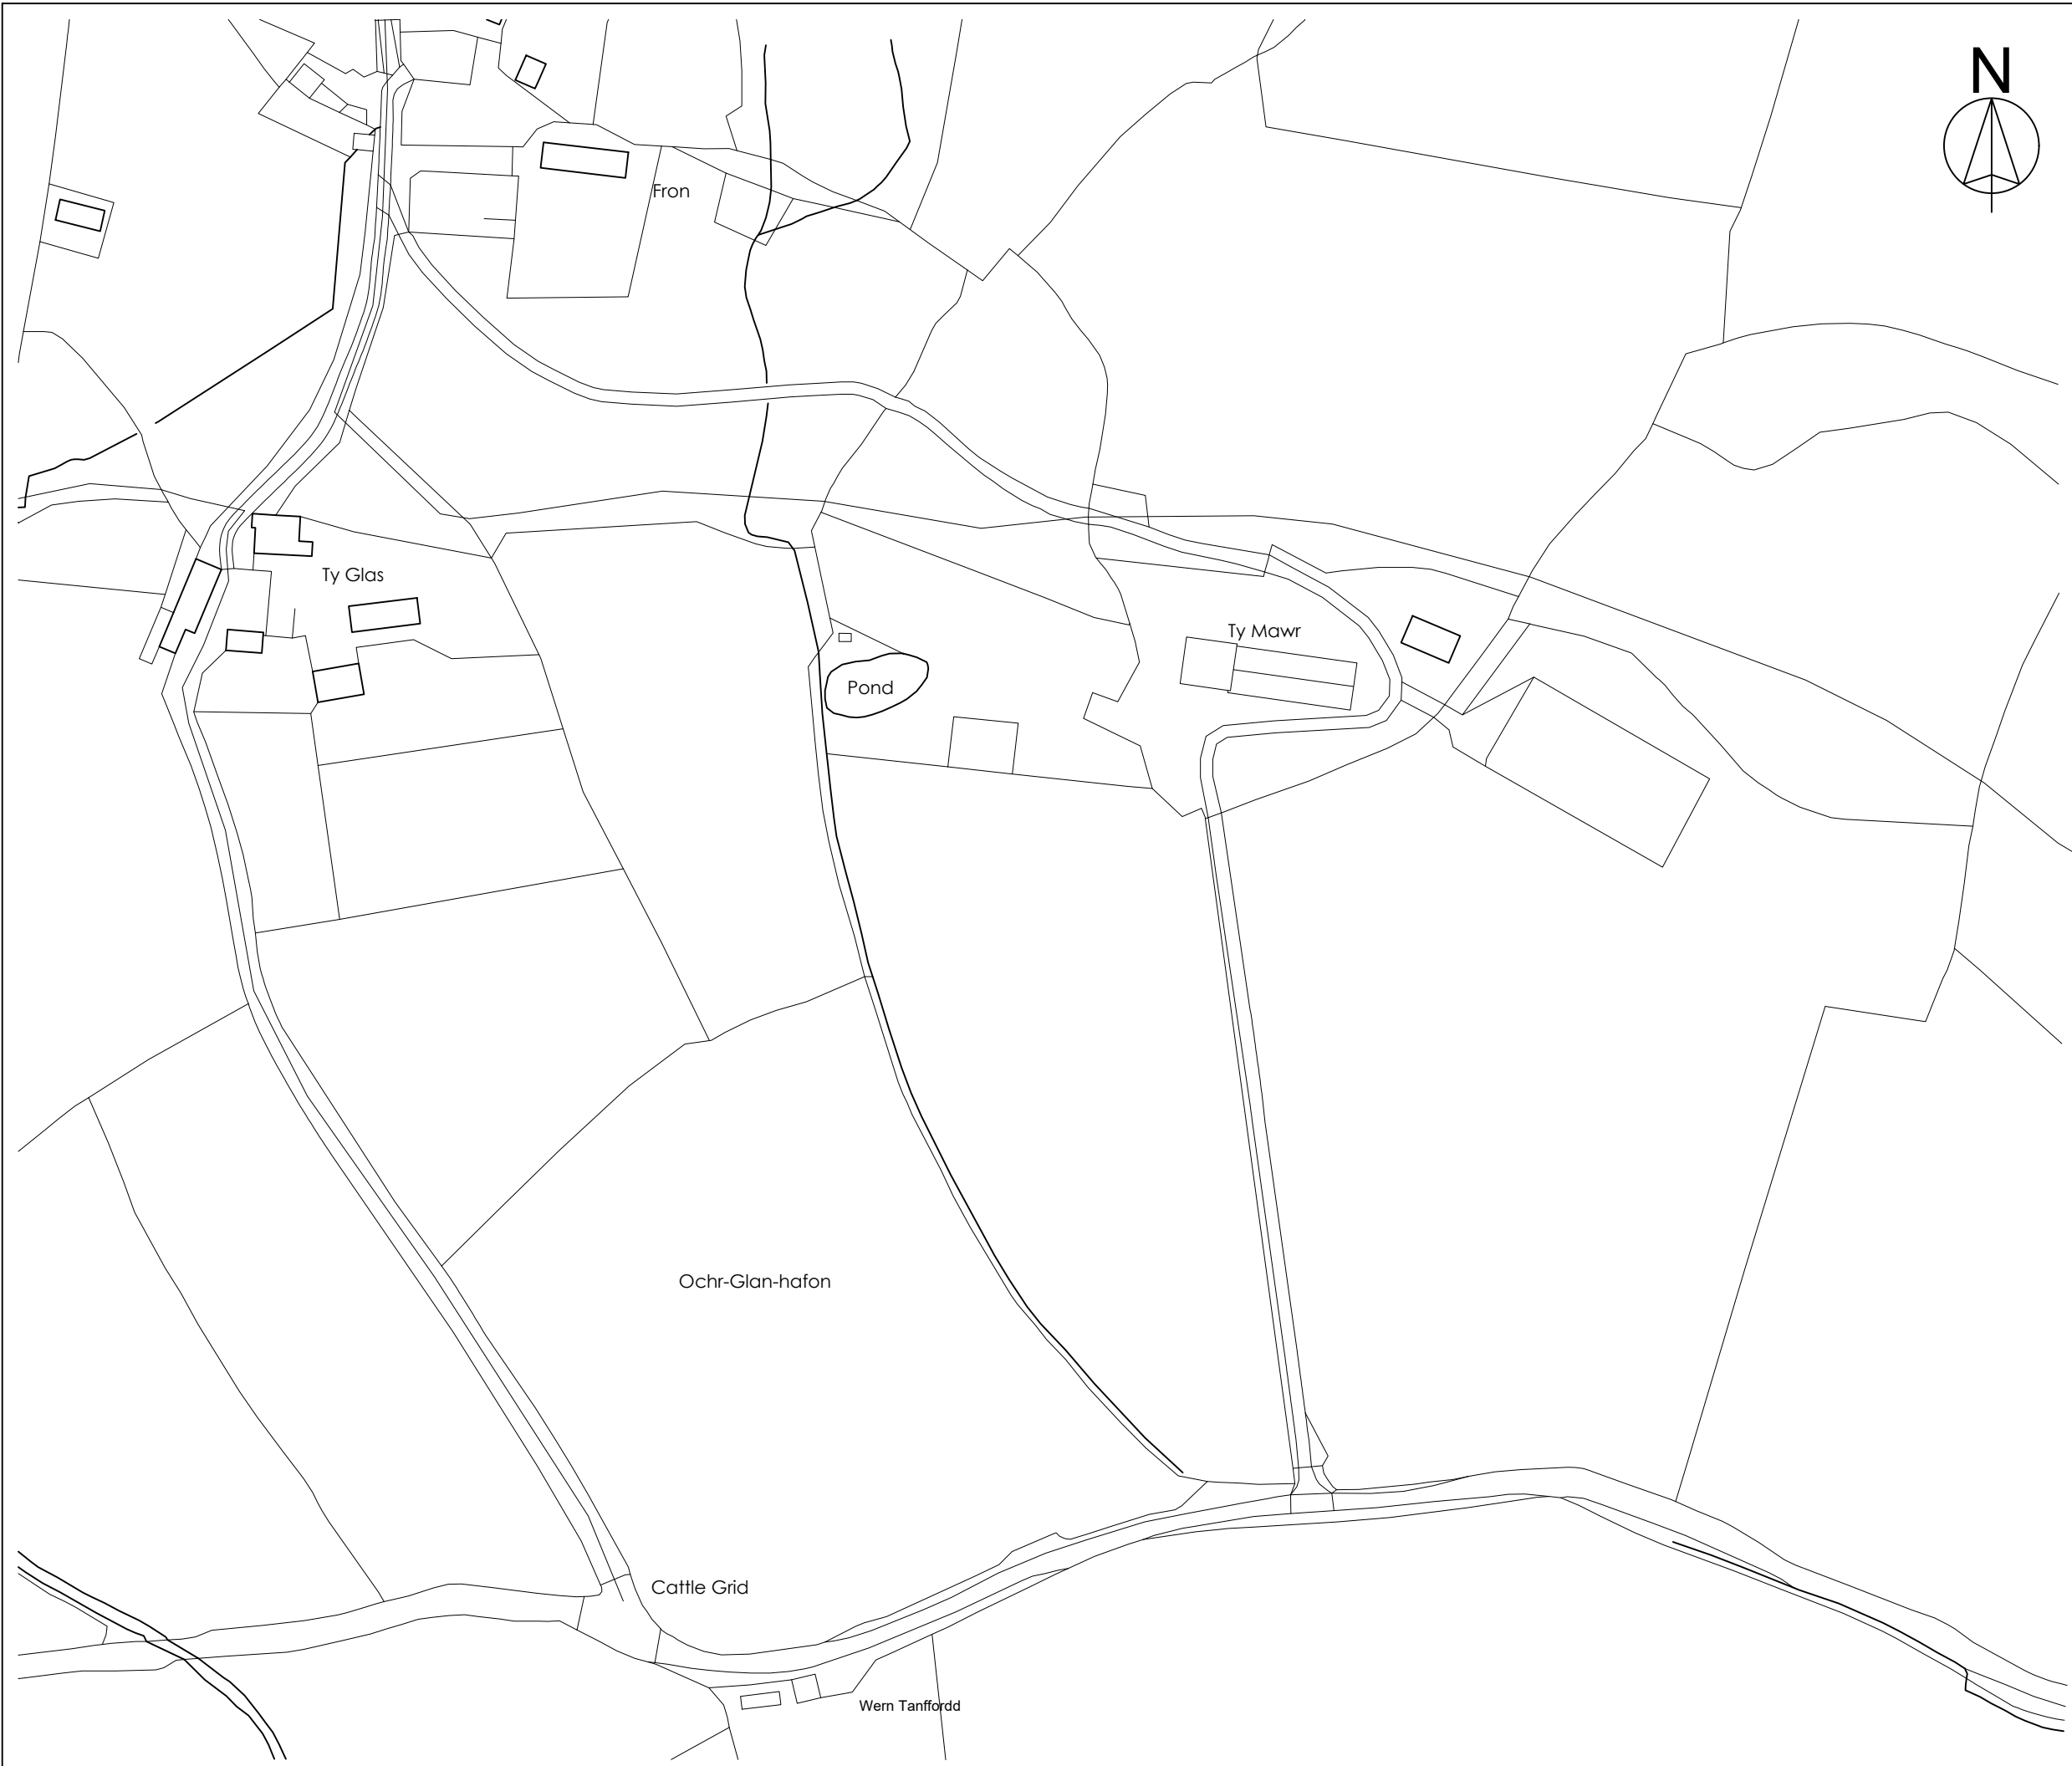 N
Fron
Ty Glas
Ty Mawr
Pond
Ochr-Glan-hafon
Cattle Grid
Wern Tanffordd